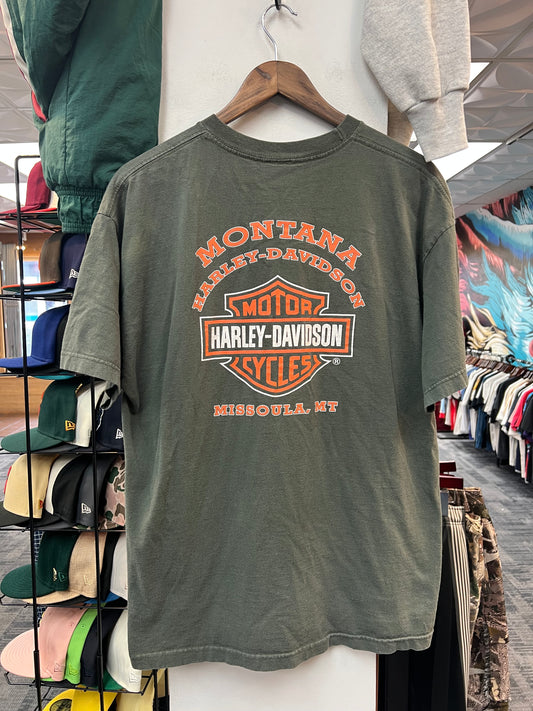 MONTANA
HARLEY-DAVIDSON
MOTOR
HARLEY-DAVIDSON
CYCLES
®
MISSOULA, MT